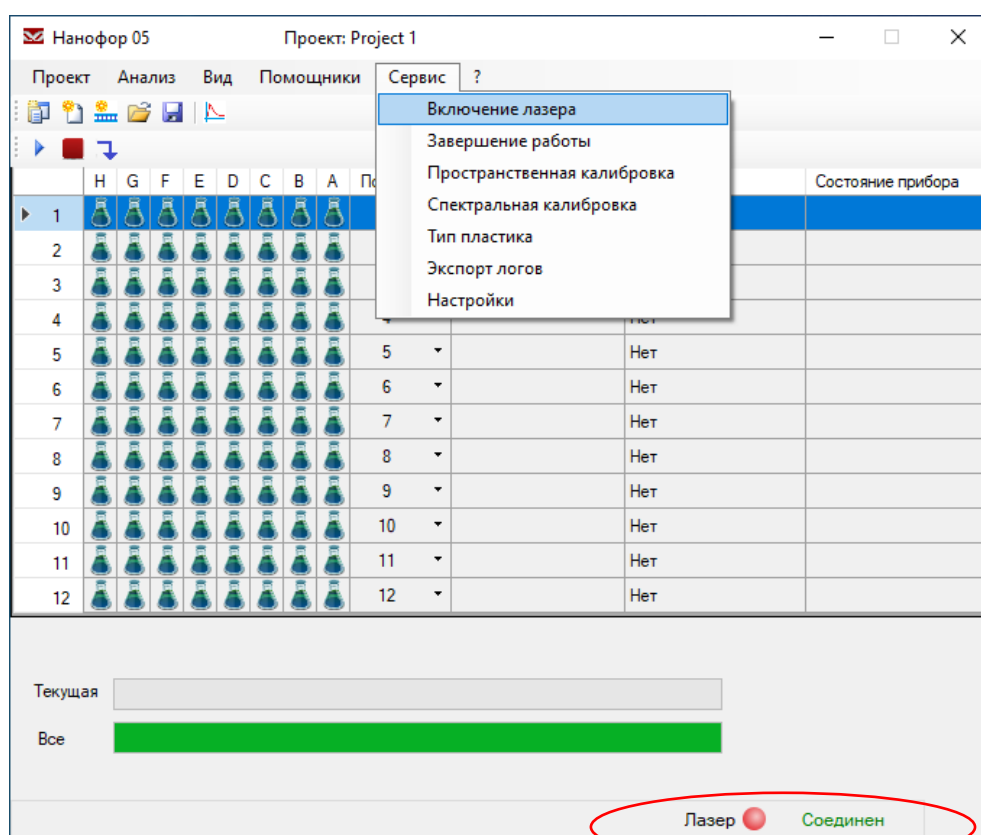 Нанофор 05 Проект: Project 1
Проект Анализ Вид Помощники Сервис ?
Включение лазера
Завершение работы
Пространственная калибровка
Спектральная калибровка
Тип пластика
Экспорт логов
Настройки
H G F E D C B A Состояние прибора
1
2
3
4
5 5 Нет
6 6 Нет
7 7 Нет
8 8 Нет
9 9 Нет
10 10 Нет
11 11 Нет
12 12 Нет
Текущая
Все
Лазер Соединен